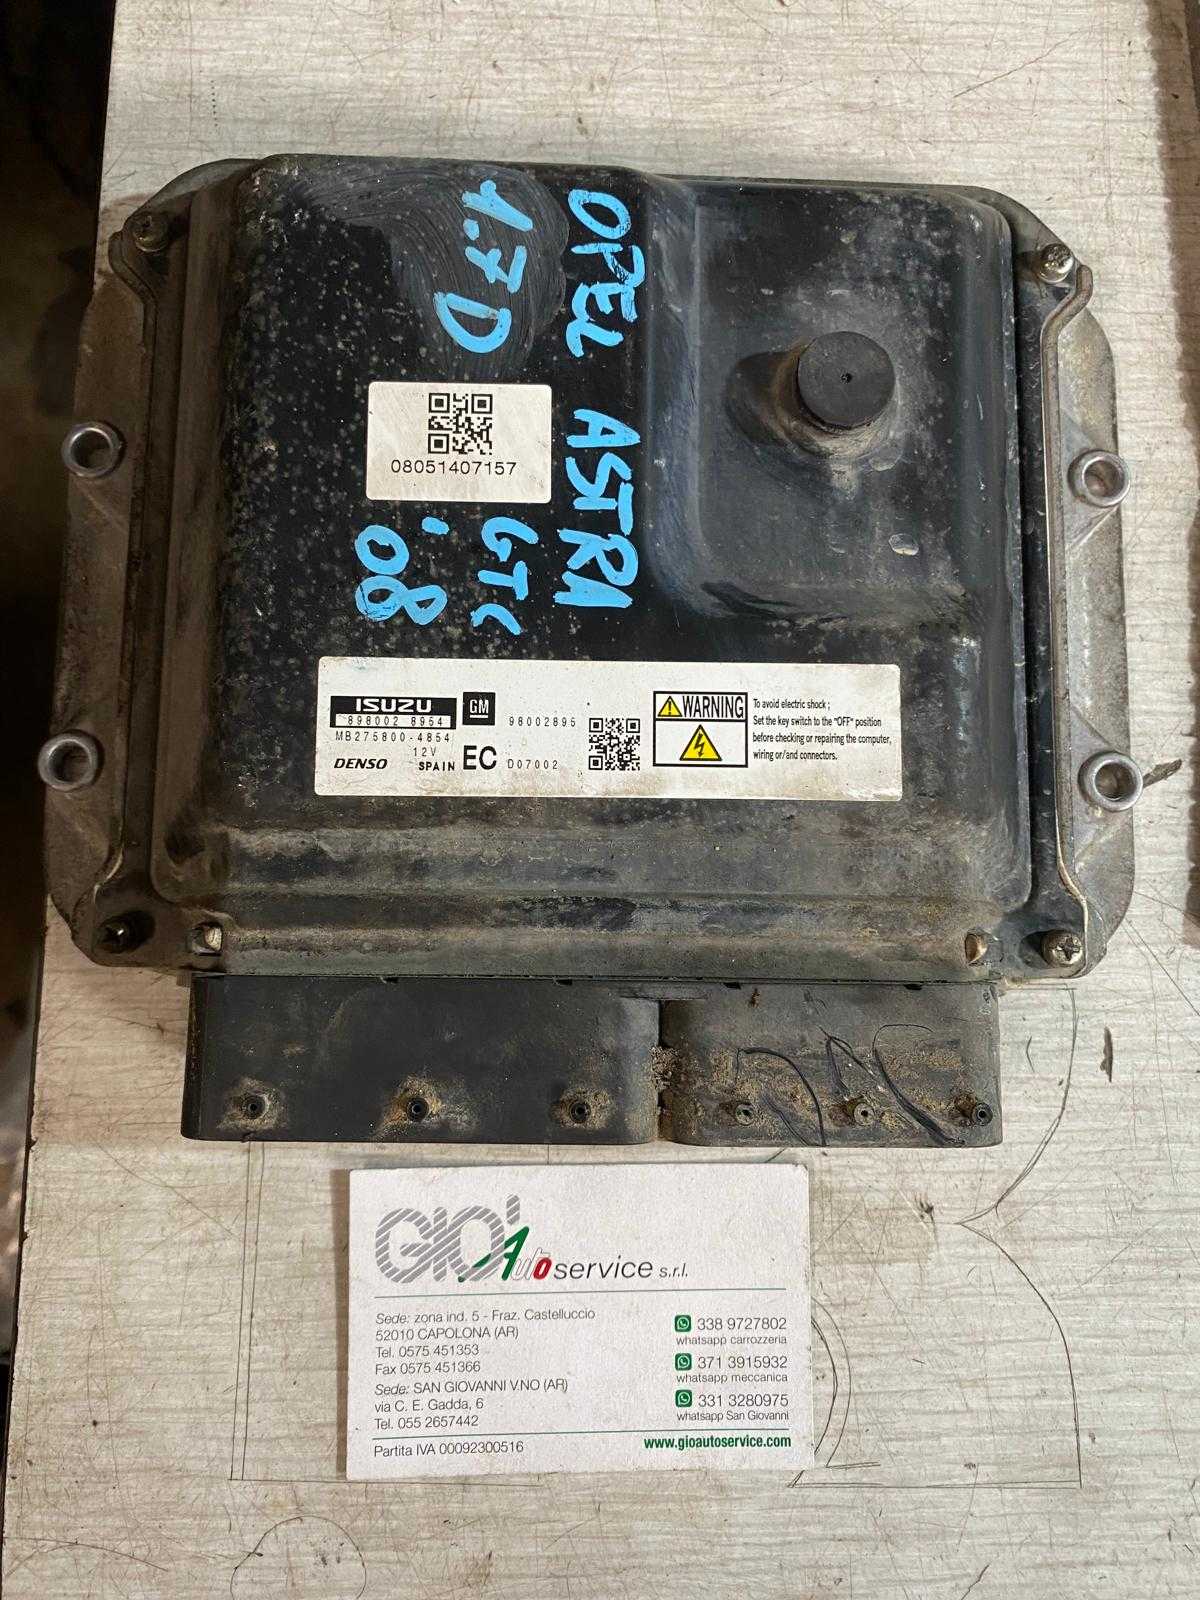 OPEL ASTRA
1.7D GTC
'08
08051407157
ISUZU
898002 8954
MB275800-4854
12V
DENSO SPAIN EC
GM
98002895
D07002
WARNING
To avoid electric shock ;
Set the key switch to the "OFF" position
before checking or repairing the computer,
wiring or/and connectors.
GIO' Autoservice s.r.l.
Sede: zona ind. 5 - Fraz. Castelluccio
52010 CAPOLONA (AR)
Tel. 0575 451353
Fax 0575 451366
Sede: SAN GIOVANNI V.NO (AR)
via C. E. Gadda, 6
Tel. 055 2657442
Partita IVA 00092300516
338 9727802
whatsapp carrozzeria
371 3915932
whatsapp meccanica
331 3280975
whatsapp San Giovanni
www.gioautoservice.com